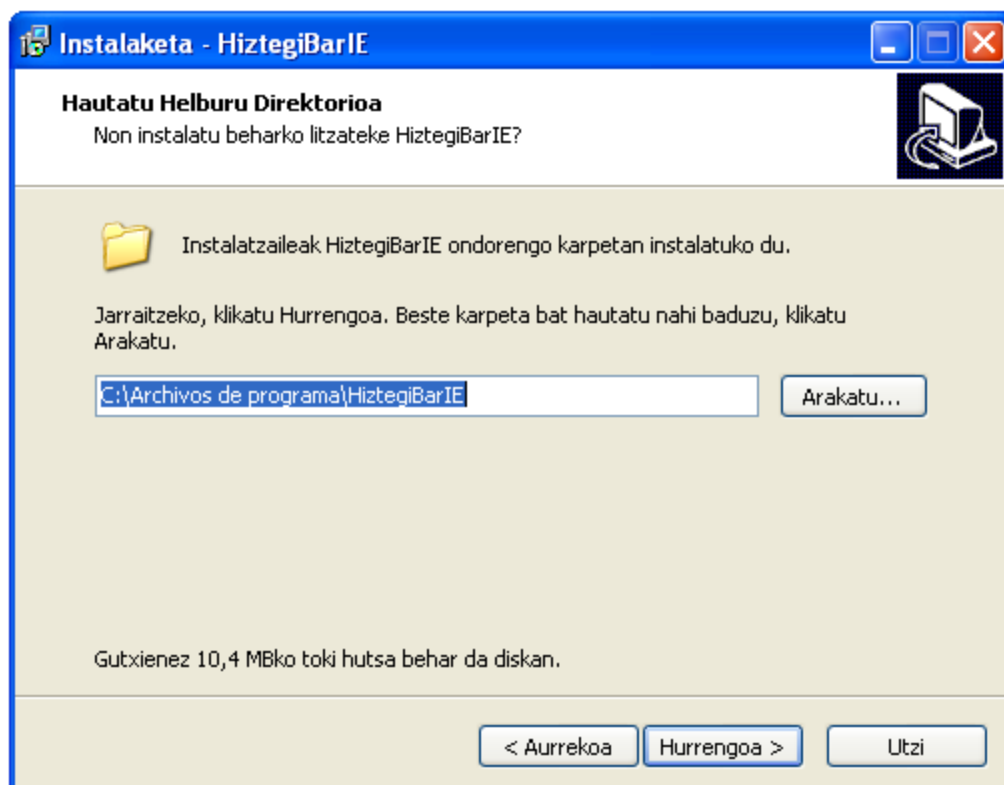 Instalaketa - HiztegiBarIE
Hautatu Helburu Direktorioa
Non instalatu beharko litzateke HiztegiBarIE?
Instalatzaileak HiztegiBarIE ondorengo karpetan instalatuko du.
Jarraitzeko, klikatu Hurrengoa. Beste karpeta bat hautatu nahi baduzu, klikatu
Arakatu.
C:\Archivos de programa\HiztegiBarIE
Arakatu...
Gutxienez 10,4 MBko toki hutsa behar da diskan.
< Aurrekoa
Hurrengoa >
Utzi